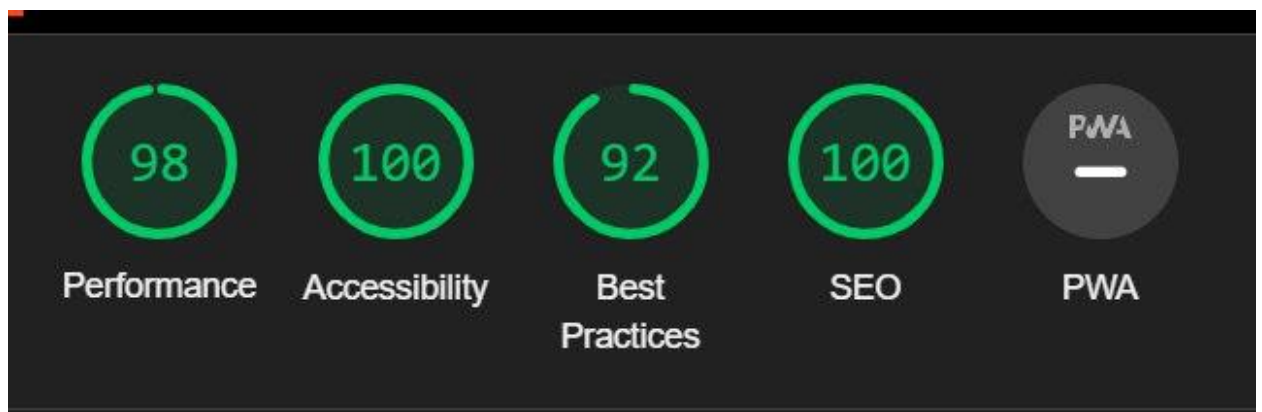 98
100
92
100
PWA
Performance
Accessibility
Best
Practices
SEO
PWA